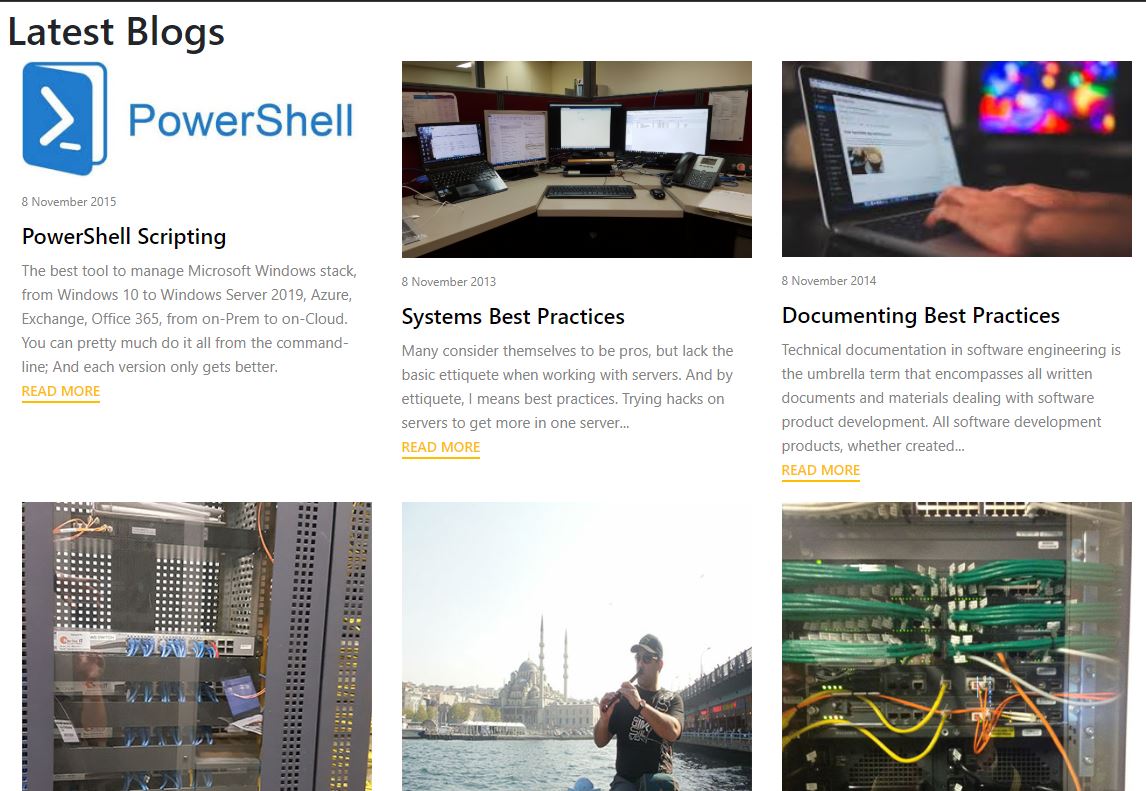 Latest Blogs
PowerShell
8 November 2015
PowerShell Scripting
The best tool to manage Microsoft Windows stack,
from Windows 10 to Windows Server 2019, Azure,
Exchange, Office 365, from on-Prem to on-Cloud.
You can pretty much do it all from the command-
line; And each version only gets better.
READ MORE
8 November 2013
Systems Best Practices
Many consider themselves to be pros, but lack the
basic ettiquete when working with servers. And by
ettiquete, I means best practices. Trying hacks on
servers to get more in one server...
READ MORE
8 November 2014
Documenting Best Practices
Technical documentation in software engineering is
the umbrella term that encompasses all written
documents and materials dealing with software
product development. All software development
products, whether created...
READ MORE